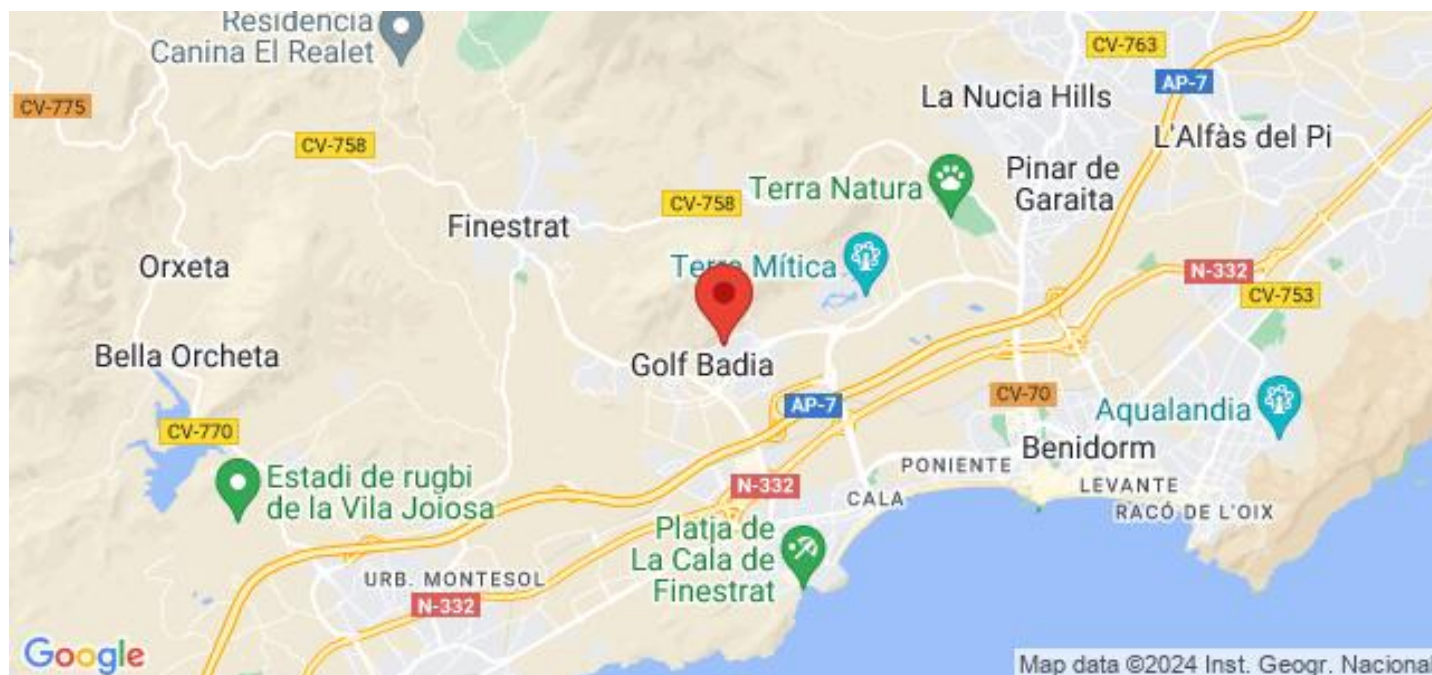 Residencia
Canina El Realet
CV-763
AP-7
CV-775
La Nucia Hills
L'Alfàs del Pi
CV-758
Pinar de
Garaita
Terra Natura
CV-758
Finestrat
Orxeta
Terra Mítica
N-332
CV-753
Bella Orcheta
Golf Badia
AP-7
CV-70
Aqualandia
CV-770
Benidorm
PONIENTE
Estadi de rugbi
de la Vila Joiosa
N-332
CALA
LEVANTE
RACÓ DE L'OIX
Platja de
La Cala de
Finestrat
URB. MONTESOL
N-332
Google
Map data ©2024 Inst. Geogr. Nacional